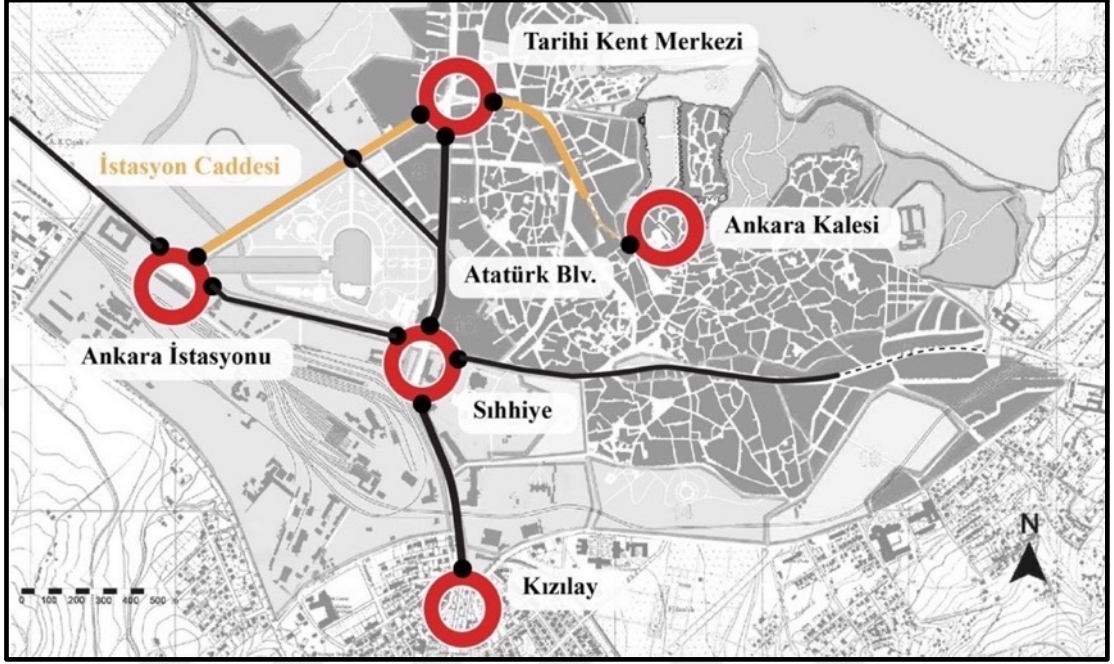 Tarihi Kent Merkezi
İstasyon Caddesi
Ankara Kalesi
Atatürk Blv.
Ankara İstasyonu
Sıhhiye
N
Kızılay
0 100 200 300 400 500